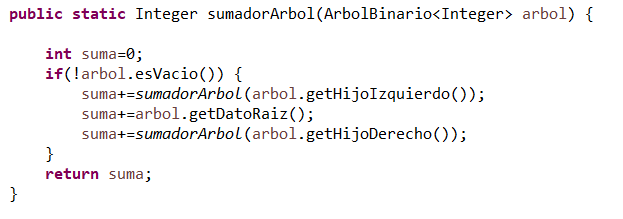 public static Integer sumadorArbol(ArbolBinario<Integer> arbol) {
int suma=0;
if(!arbol.esVacio()) {
suma+=sumadorArbol(arbol.getHijoIzquierdo());
suma+=arbol.getDatoRaiz();
suma+=sumadorArbol(arbol.getHijoDerecho());
}
return suma;
}